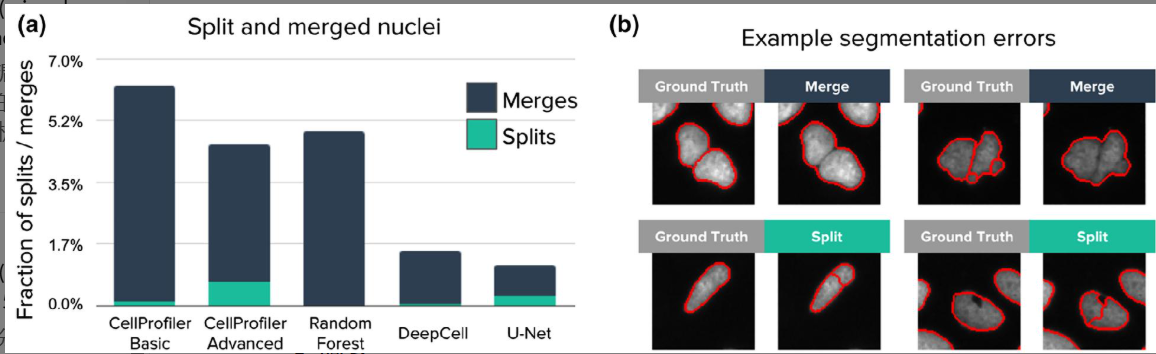 (a)
Split and merged nuclei
Fraction of splits / merges
7.0%
5.2%
3.5%
1.7%
0.0%
Merges
Splits
CellProfiler
Basic
CellProfiler
Advanced
Random
Forest
DeepCell
U-Net
(b)
Example segmentation errors
Ground Truth
Merge
Ground Truth
Merge
Ground Truth
Split
Ground Truth
Split